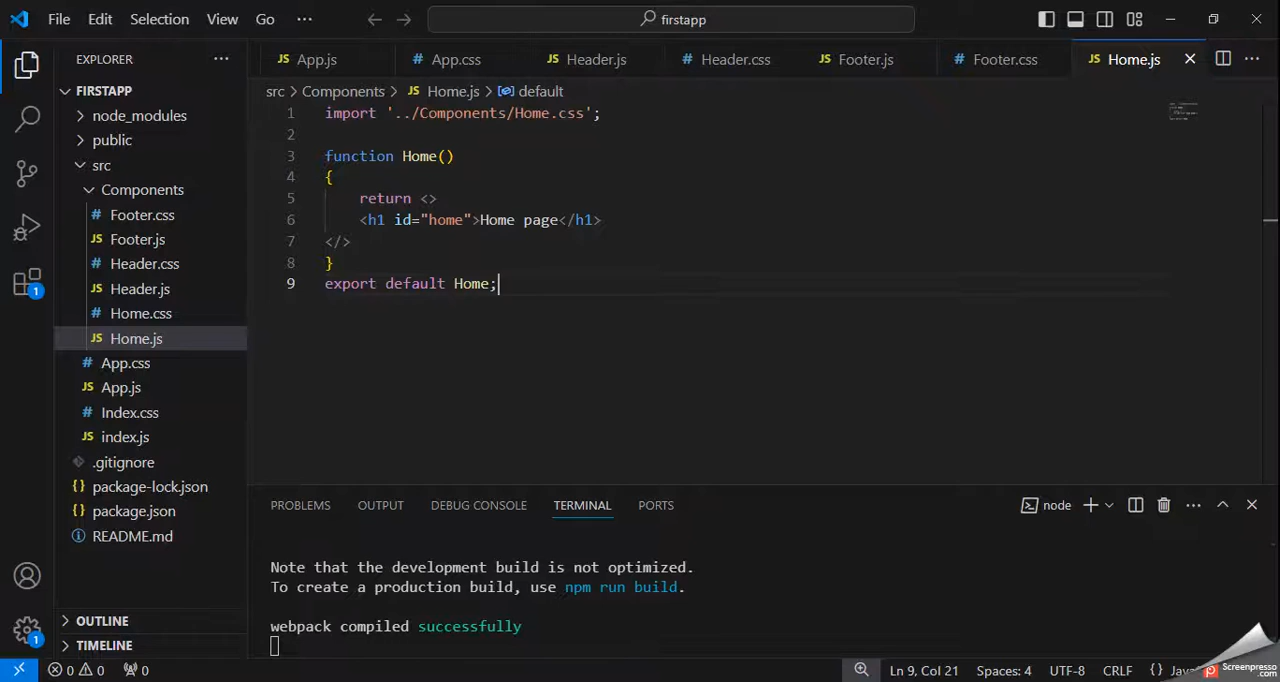 File Edit Selection View Go ··· firstapp
EXPLORER ···
App.js App.css Header.js Header.css Footer.js Footer.css Home.js
FIRSTAPP
node_modules
public
src
Components
Footer.css
Footer.js
Header.css
Header.js
Home.css
Home.js
App.css
App.js
Index.css
index.js
.gitignore
package-lock.json
package.json
README.md
OUTLINE
TIMELINE
src > Components > JS Home.js > default
1 import '../Components/Home.css';
2
3 function Home()
4 {
5 return <>
6 <h1 id="home">Home page</h1>
7 </>
8 }
9 export default Home;
PROBLEMS OUTPUT DEBUG CONSOLE TERMINAL PORTS node
Note that the development build is not optimized.
To create a production build, use npm run build.
webpack compiled successfully
0 0 0 Ln 9, Col 21 Spaces: 4 UTF-8 CRLF {}
Screenpresso
.com